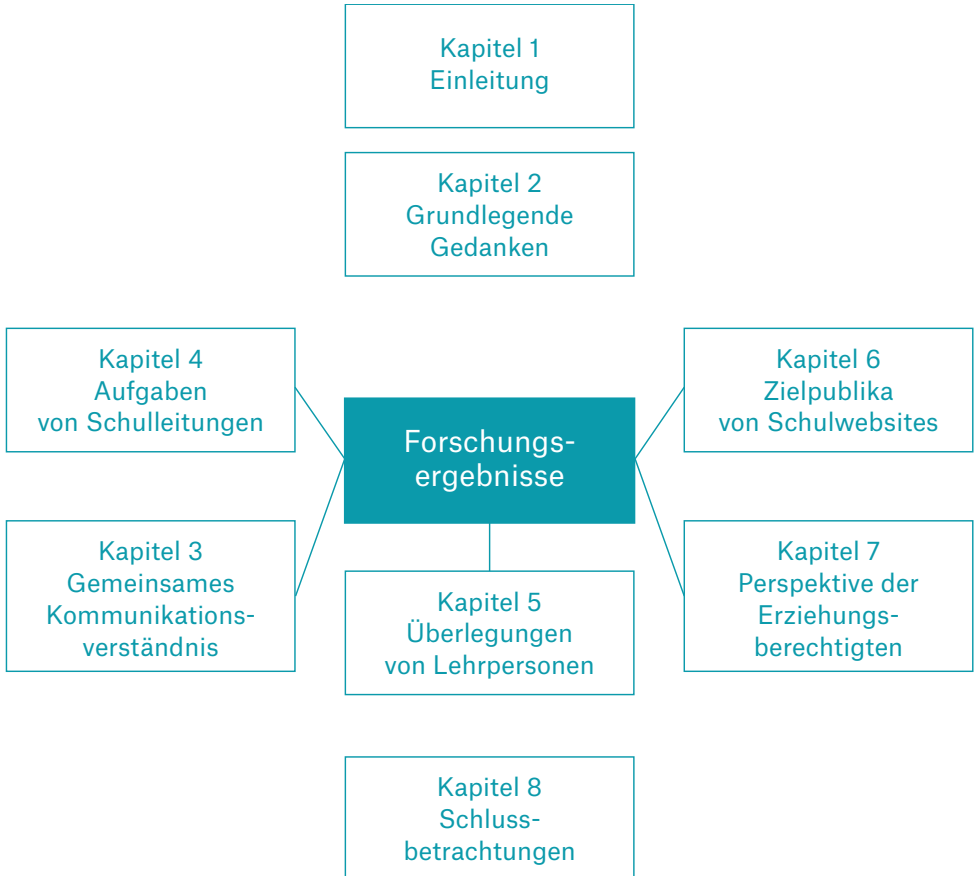 Kapitel 1
Einleitung
Kapitel 2
Grundlegende
Gedanken
Kapitel 4
Aufgaben
von Schulleitungen
Kapitel 6
Zielpublika
von Schulwebsites
Forschungs-
ergebnisse
Kapitel 3
Gemeinsames
Kommunikations-
verständnis
Kapitel 5
Überlegungen
von Lehrpersonen
Kapitel 7
Perspektive der
Erziehungs-
berechtigten
Kapitel 8
Schluss-
betrachtungen